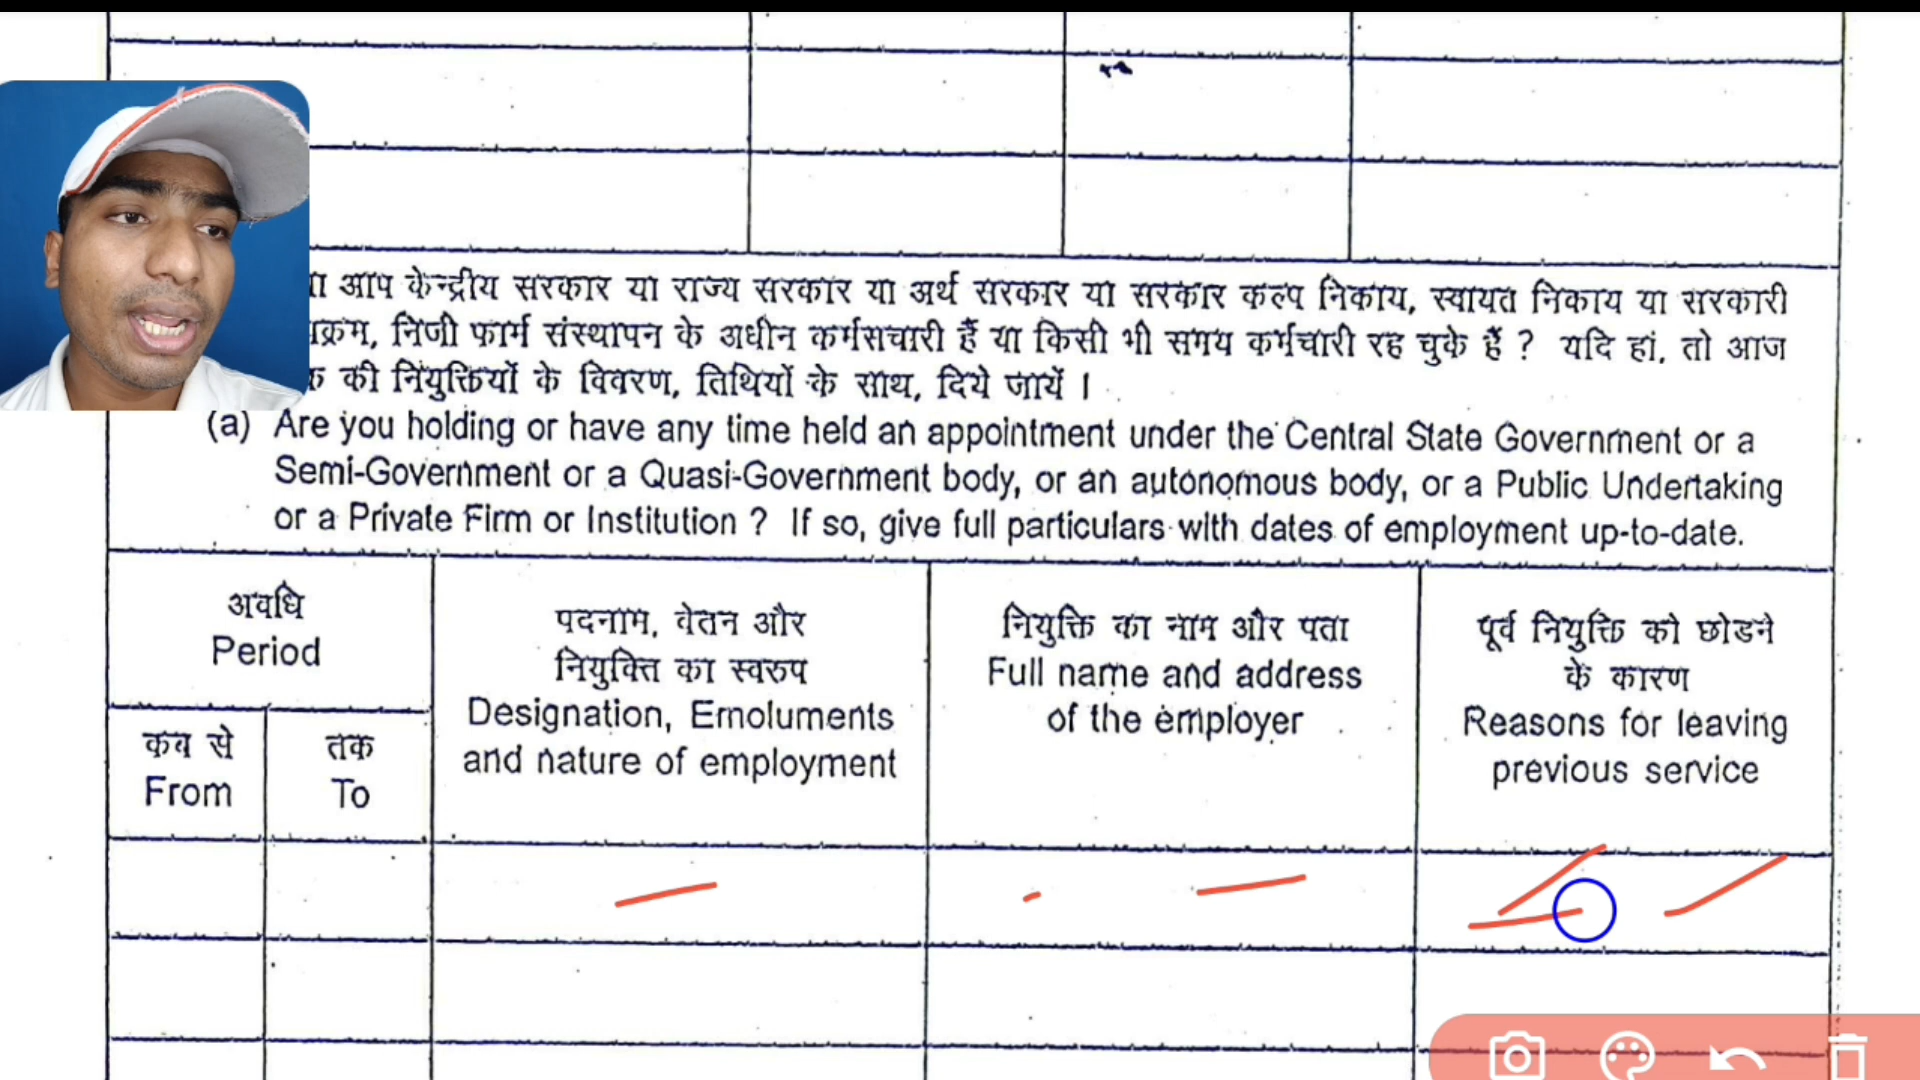 आप केन्द्रीय सरकार या राज्य सरकार या अर्थ सरकार या सरकार कल्प निकाय, स्वायत निकाय या सरकारी
निजी फार्म संस्थापन के अधीन कर्मसचारी हैं या किसी भी समय कर्मचारी रह चुके हैं ? यदि हां, तो आज
की नियुक्तियों के विवरण, तिथियों के साथ, दिये जायें ।
(a) Are you holding or have any time held an appointment under the Central State Government or a
Semi-Government or a Quasi-Government body, or an autonomous body, or a Public Undertaking
or a Private Firm or Institution ? If so, give full particulars with dates of employment up-to-date.
अवधि
Period
कब से
From
तक
To
पदनाम, वेतन और
नियुक्ति का स्वरुप
Designation, Emoluments
and nature of employment
नियुक्ति का नाम और पता
Full name and address
of the employer
पूर्व नियुक्ति को छोडने
के कारण
Reasons for leaving
previous service